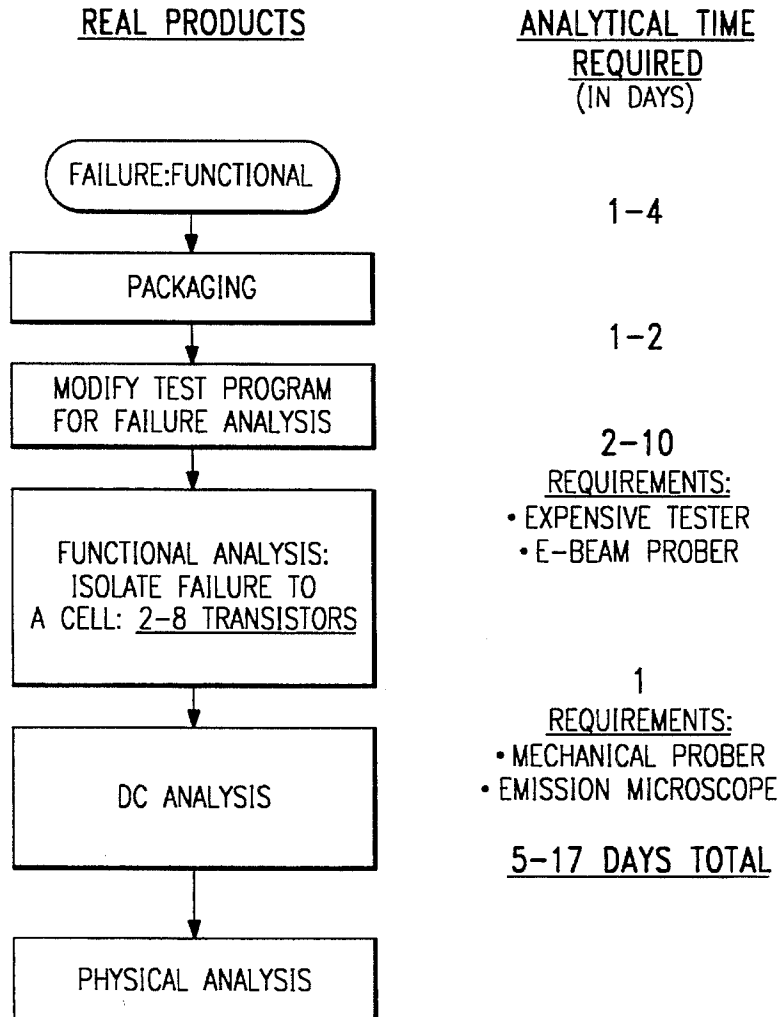 REAL PRODUCTS
FAILURE:FUNCTIONAL
PACKAGING
MODIFY TEST PROGRAM
FOR FAILURE ANALYSIS
FUNCTIONAL ANALYSIS:
ISOLATE FAILURE TO
A CELL: 2-8 TRANSISTORS
DC ANALYSIS
PHYSICAL ANALYSIS
ANALYTICAL TIME
REQUIRED
(IN DAYS)
1-4
1-2
2-10
REQUIREMENTS:
• EXPENSIVE TESTER
• E-BEAM PROBER
1
REQUIREMENTS:
• MECHANICAL PROBER
• EMISSION MICROSCOPE
5-17 DAYS TOTAL